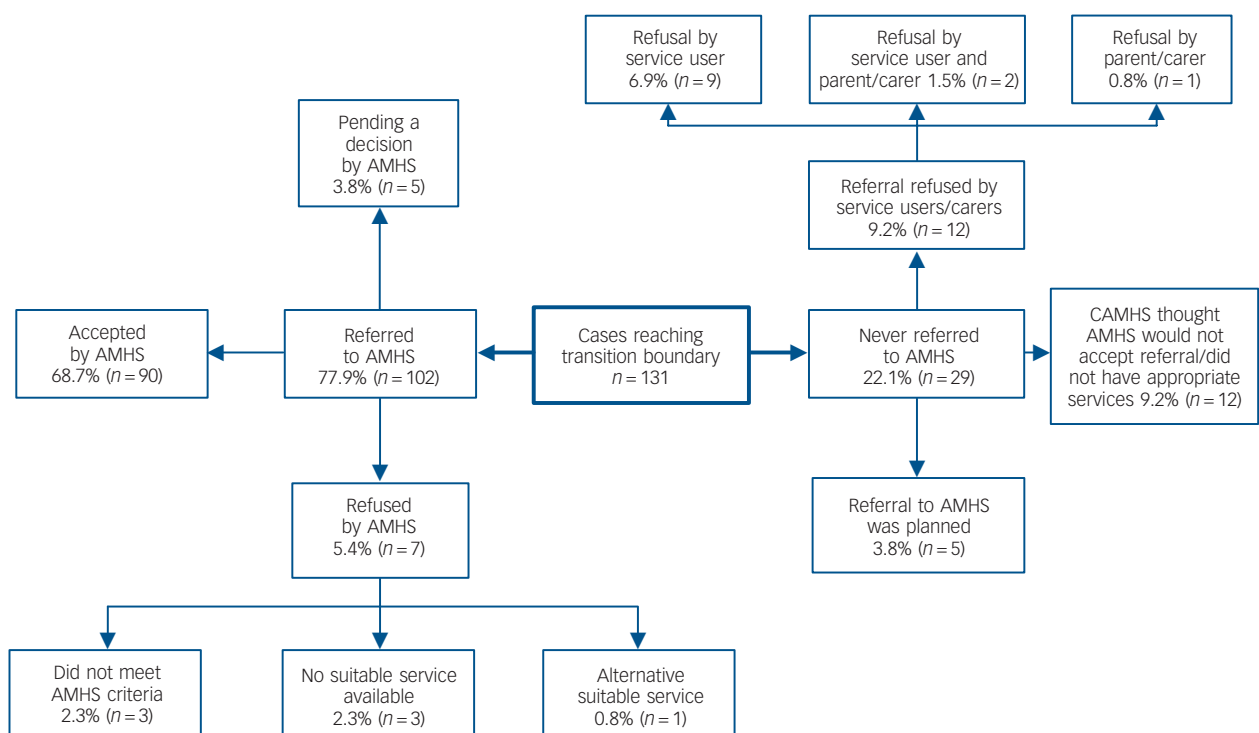 Refusal by
service user
6.9% (n = 9)
Refusal by
service user and
parent/carer 1.5% (n = 2)
Refusal by
parent/carer
0.8% (n = 1)
Pending a
decision
by AMHS
3.8% (n = 5)
Referral refused by
service users/carers
9.2% (n = 12)
Accepted
by AMHS
68.7% (n = 90)
Referred
to AMHS
77.9% (n = 102)
Cases reaching
transition boundary
n = 131
Never referred
to AMHS
22.1% (n = 29)
CAMHS thought
AMHS would not
accept referral/did
not have appropriate
services 9.2% (n = 12)
Refused
by AMHS
5.4% (n = 7)
Referral to AMHS
was planned
3.8% (n = 5)
Did not meet
AMHS criteria
2.3% (n = 3)
No suitable service
available
2.3% (n = 3)
Alternative
suitable service
0.8% (n = 1)